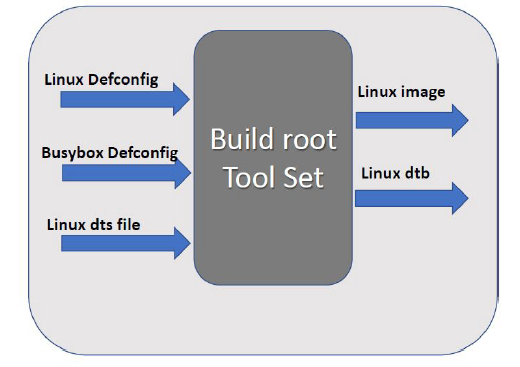 Linux Defconfig
Linux image
Busybox Defconfig
Build root
Tool Set
Linux dtb
Linux dts file